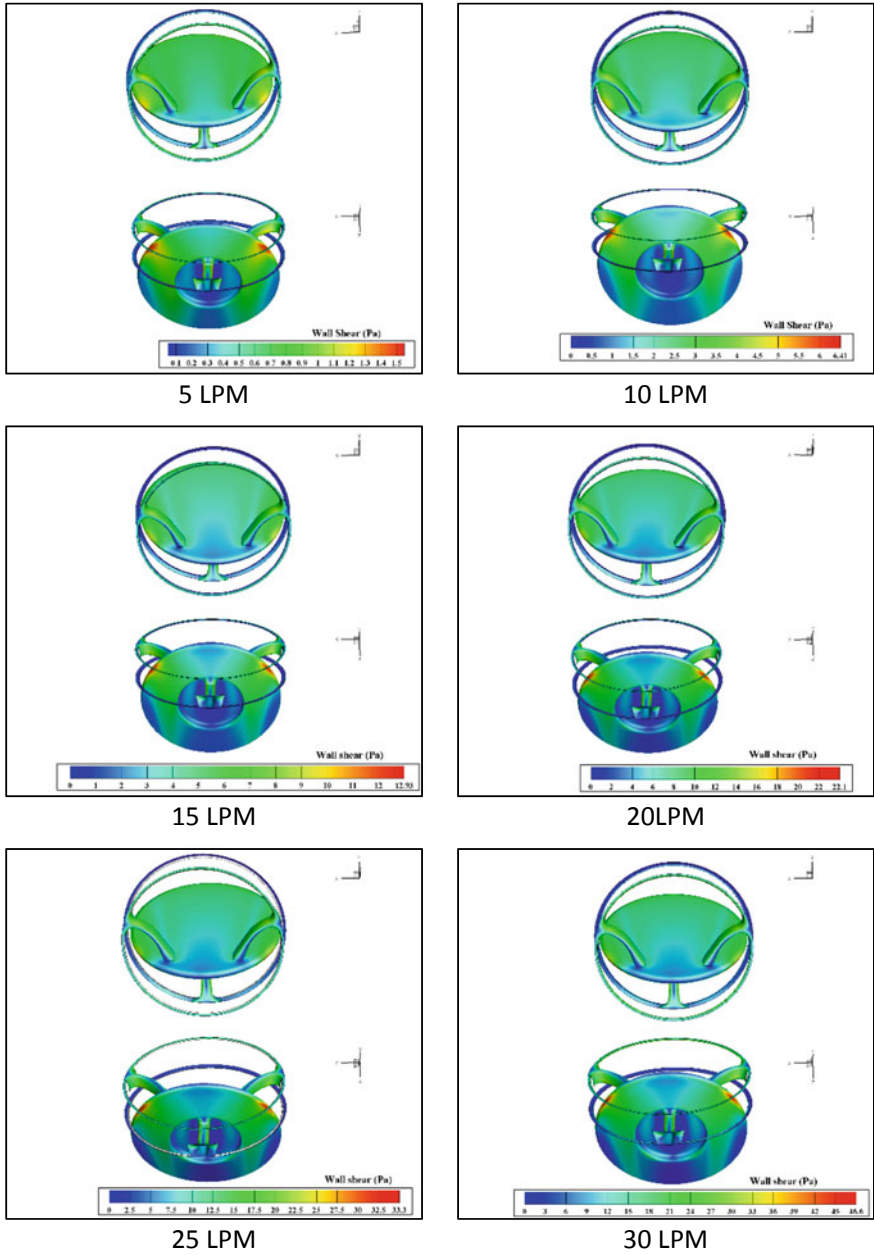 Wall Shear (Pa)
0.1 0.2 0.3 0.4 0.5 0.6 0.7 0.8 0.9 1 1.1 1.2 1.3 1.4 1.5
5 LPM
Wall Shear (Pa)
0 0.5 1 1.5 2 2.5 3 3.5 4 4.5 5 5.5 6 6.41
10 LPM
Wall shear (Pa)
0 1 2 3 4 5 6 7 8 9 10 11 12 12.93
15 LPM
Wall shear (Pa)
0 2 4 6 8 10 12 14 16 18 20 22 22.1
20LPM
Wall shear (Pa)
0 2.5 5 7.5 10 12.5 15 17.5 20 22.5 25 27.5 30 32.5 33.3
25 LPM
Wall shear (Pa)
0 3 6 9 12 15 18 21 24 27 30 33 36 39 42 45
30 LPM